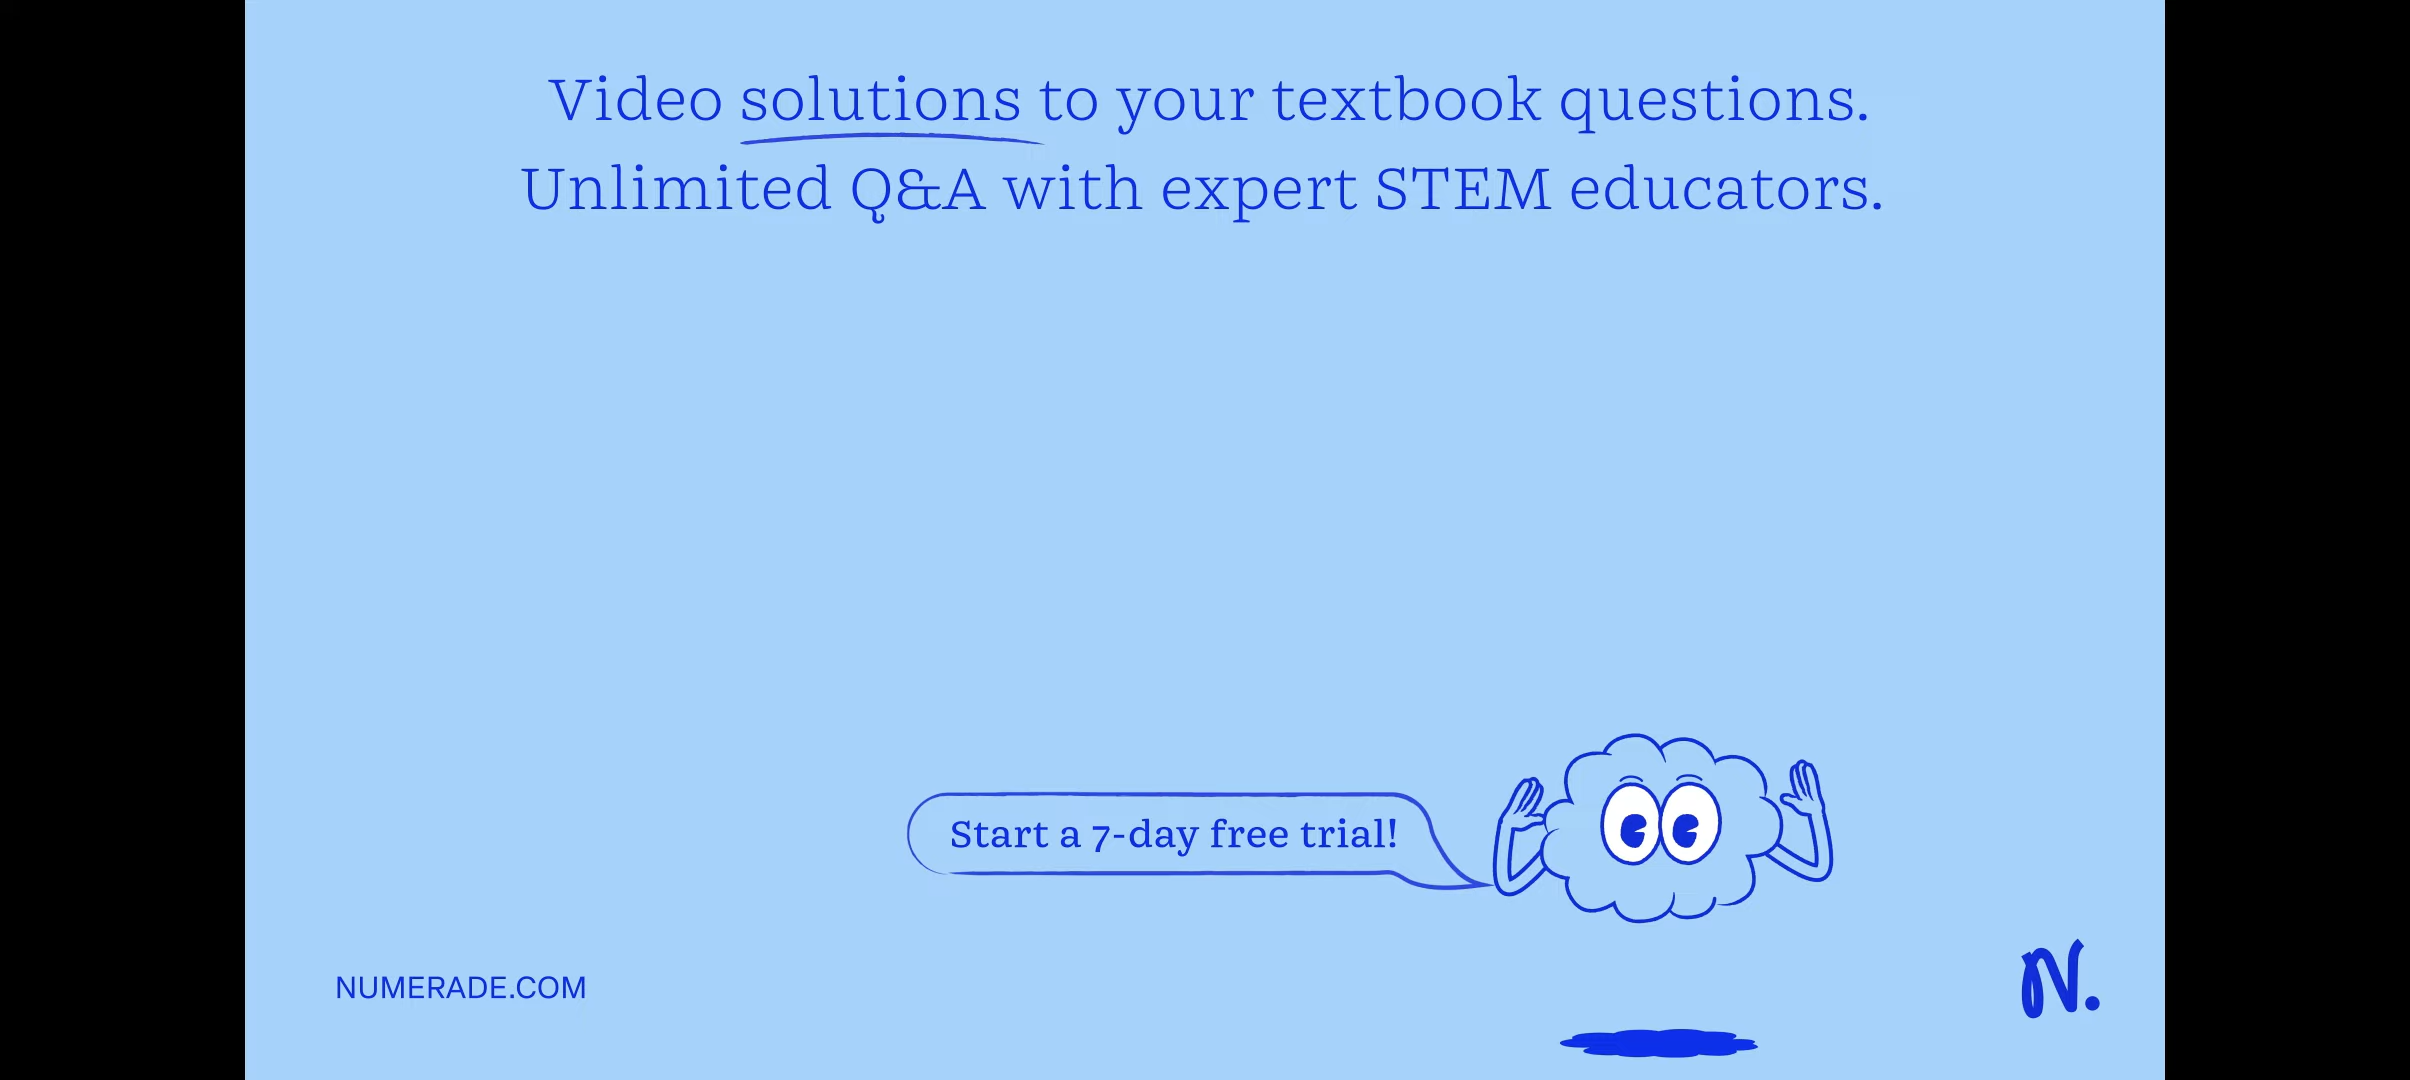 Video solutions to your textbook questions.
Unlimited Q&A with expert STEM educators.
Start a 7-day free trial!
NUMERADE.COM
N.